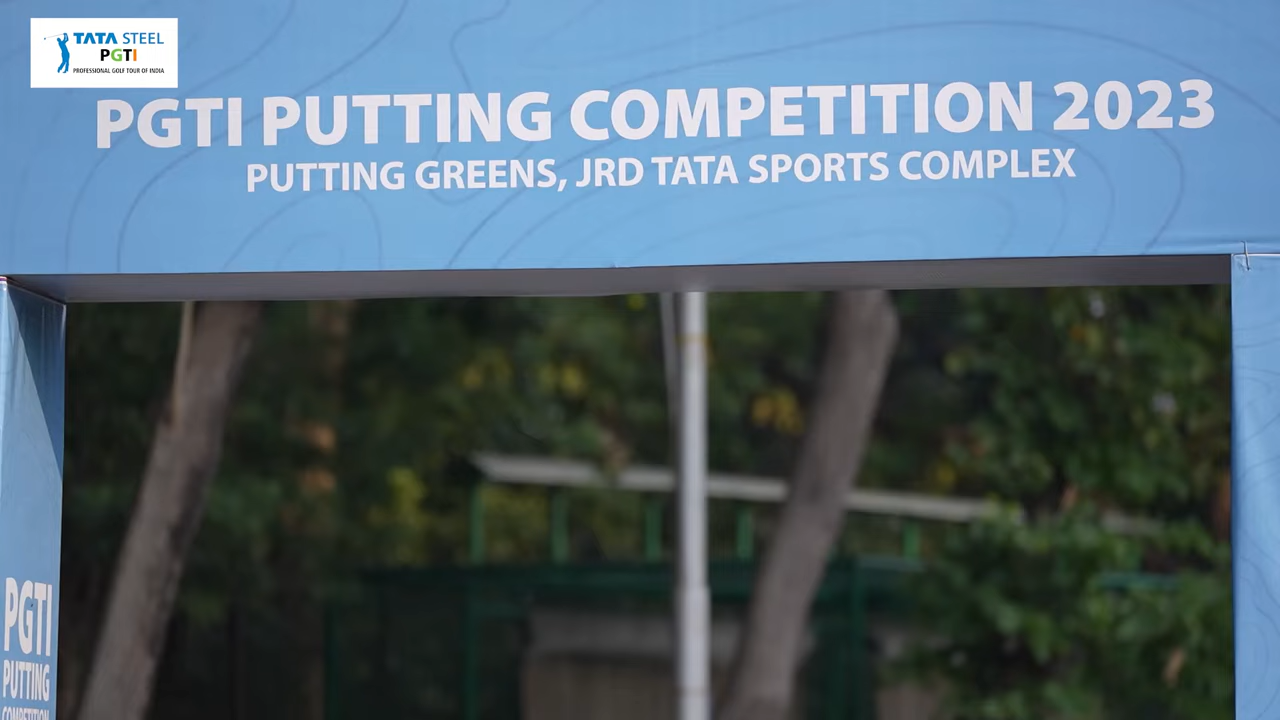 TATA STEEL
PGTI
PROFESSIONAL GOLF TOUR OF INDIA
PGTI PUTTING COMPETITION 2023
PUTTING GREENS, JRD TATA SPORTS COMPLEX
PGTI
PUTTING
COMPETITION